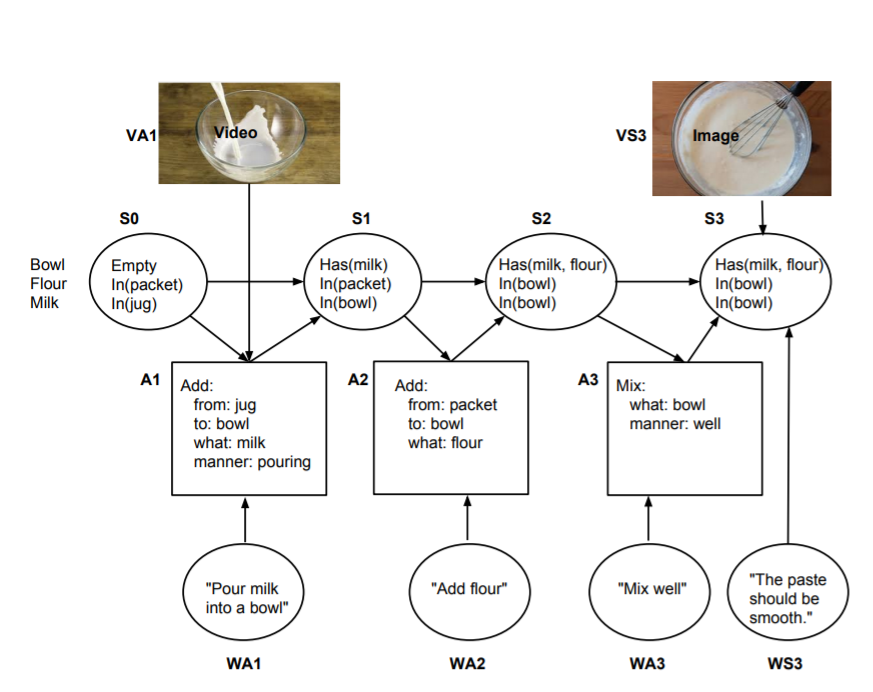 VA1
Video
VS3
Image
S0
S1
S2
S3
Bowl
Flour
Milk
Empty
In(packet)
In(jug)
Has(milk)
In(packet)
In(bowl)
Has(milk, flour)
In(bowl)
In(bowl)
Has(milk, flour)
In(bowl)
In(bowl)
A1
Add:
from: jug
to: bowl
what: milk
manner: pouring
A2
Add:
from: packet
to: bowl
what: flour
A3
Mix:
what: bowl
manner: well
"Pour milk
into a bowl"
"Add flour"
"Mix well"
"The paste
should be
smooth."
WA1
WA2
WA3
WS3